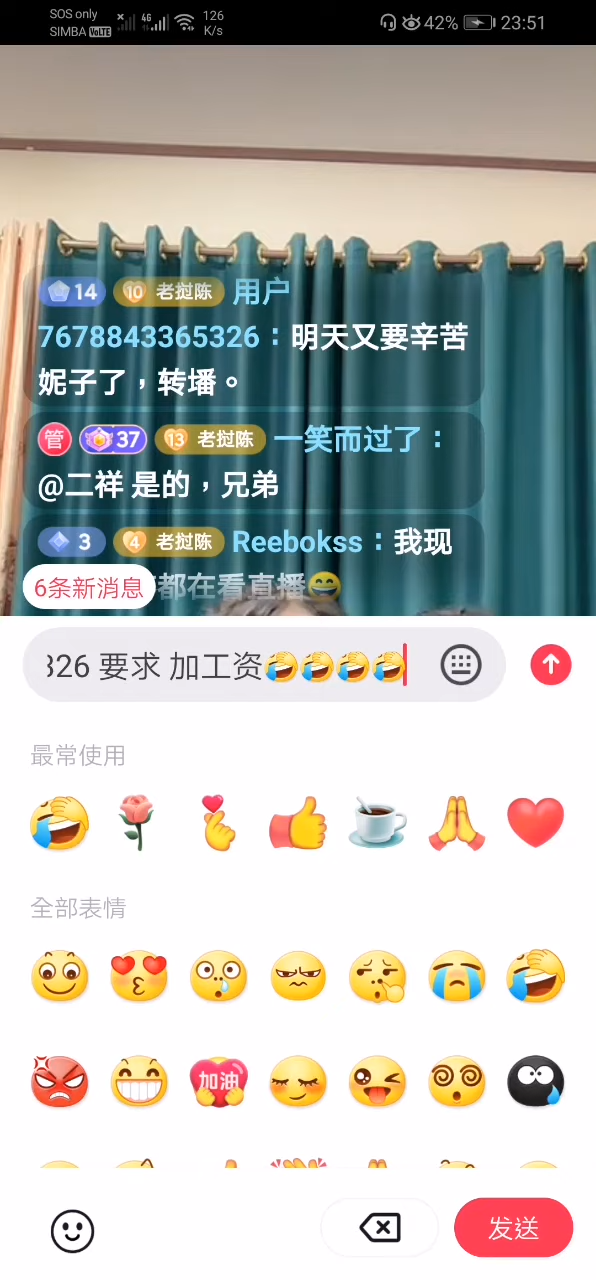 SOS only
SIMBA VoLTE
4G
126
K/s
42%
23:51
14 10 老挝陈 用户
7678843365326：明天又要辛苦
妮子了，转墦。
管 37 13 老挝陈 一笑而过了：
@二祥 是的，兄弟
3 4 老挝陈 Reebokss：我现
6条新消息
都在看直播😄
326 要求 加工资🤣🤣🤣🤣
最常使用
全部表情
加油
发送